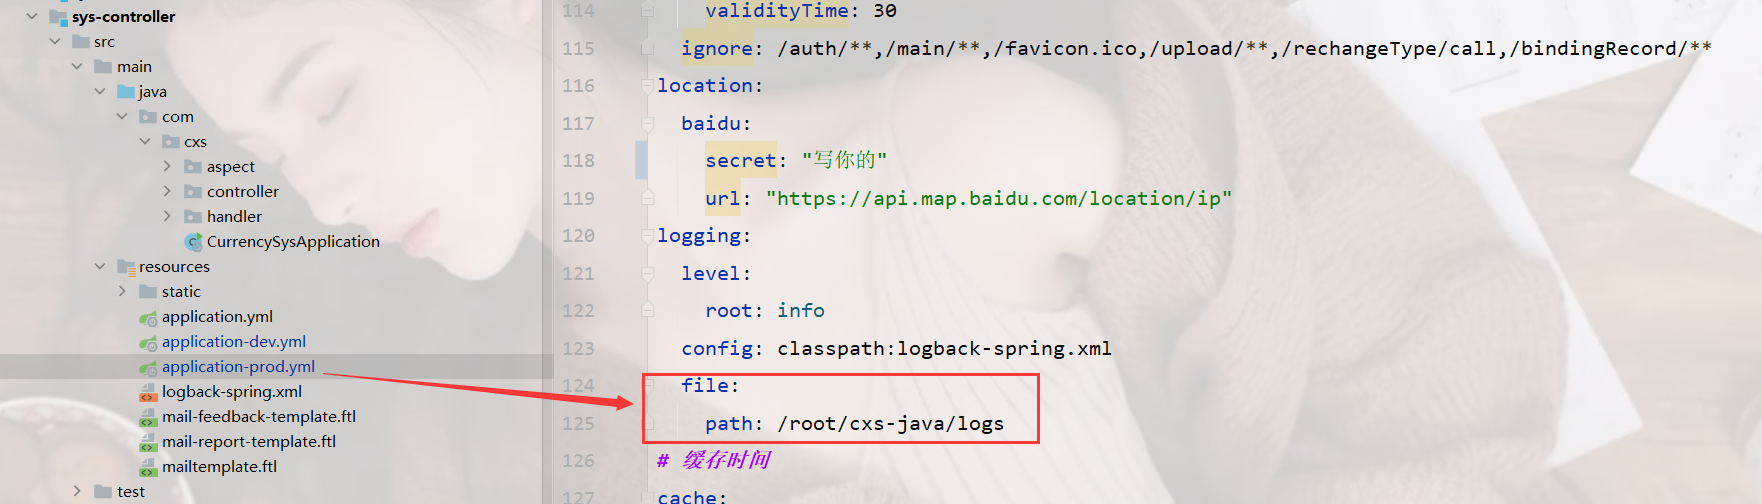 sys-controller
src
main
java
com
cxs
aspect
controller
handler
CurrencySysApplication
resources
static
application.yml
application-dev.yml
application-prod.yml
logback-spring.xml
mail-feedback-template.ftl
mail-report-template.ftl
mailtemplate.ftl
test
114 validityTime: 30
115 ignore: /auth/**,/main/**,/favicon.ico,/upload/**,/rechangeType/call,/bindingRecord/**
116 location:
117 baidu:
118 secret: "写你的"
119 url: "https://api.map.baidu.com/location/ip"
120 logging:
121 level:
122 root: info
123 config: classpath:logback-spring.xml
124 file:
125 path: /root/cxs-java/logs
126 # 缓存时间
127 cache: